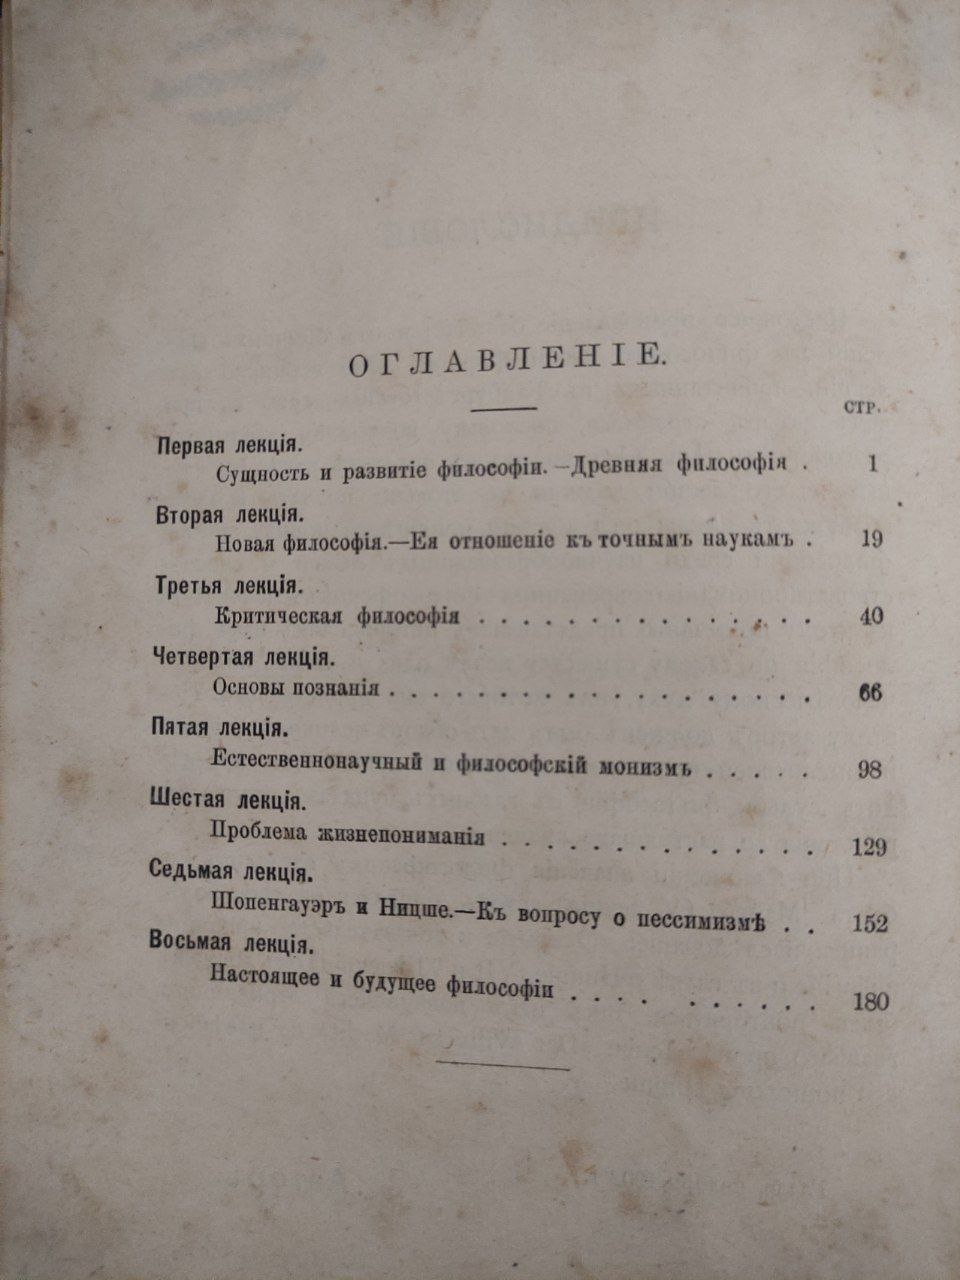 ОГЛАВЛЕНІЕ.
СТР.
Первая лекція.
Сущность и развитіе философіи.—Древняя философія . 1
Вторая лекція.
Новая философія.—Ея отношеніе къ точнымъ наукамъ . 19
Третья лекція.
Критическая философія . . . . . . . . . . . . . . 40
Четвертая лекція.
Основы познанія . . . . . . . . . . . . . . . . . . 66
Пятая лекція.
Естественнонаучный и философскій монизмъ . . . . . 98
Шестая лекція.
Проблема жизнепониманія . . . . . . . . . . . . . . 129
Седьмая лекція.
Шопенгауэръ и Ницше.—Къ вопросу о пессимизмѣ . . 152
Восьмая лекція.
Настоящее и будущее философіи . . . . . . . . . . 180